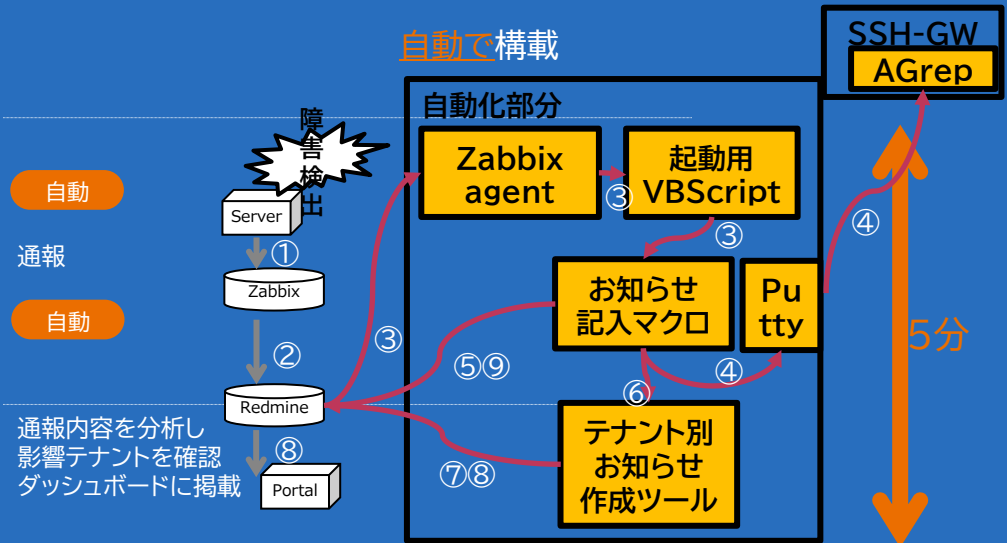 自動で構載
SSH-GW
AGrep
自動化部分
障
害
検
出
Zabbix
agent
起動用
VBScript
自動
Server
③
③
④
通報
①
Zabbix
お知らせ
記入マクロ
Pu
tty
自動
5分
②
③
⑤⑨
④
⑥
Redmine
通報内容を分析し
影響テナントを確認
ダッシュボードに掲載
⑧
Portal
⑦⑧
テナント別
お知らせ
作成ツール